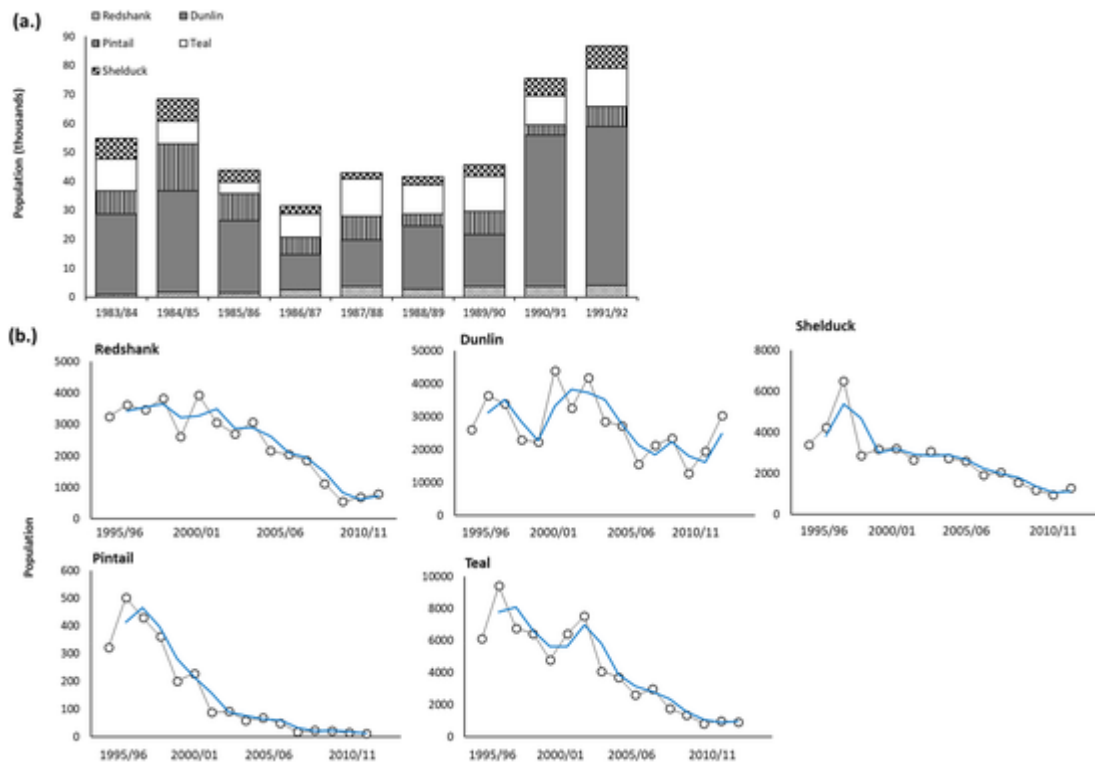 (a.)
Redshank Dunlin
Pintail Teal
Shelduck
Population (thousands)
90
80
70
60
50
40
30
20
10
0
1983/84 1984/85 1985/86 1986/87 1987/88 1988/89 1989/90 1990/91 1991/92
(b.)
Population
Redshank
5000
4000
3000
2000
1000
0
1995/96 2000/01 2005/06 2010/11
Dunlin
50000
40000
30000
20000
10000
0
1995/96 2000/01 2005/06 2010/11
Shelduck
8000
6000
4000
2000
0
1995/96 2000/01 2005/06 2010/11
Pintail
600
500
400
300
200
100
0
1995/96 2000/01 2005/06 2010/11
Teal
10000
8000
6000
4000
2000
0
1995/96 2000/01 2005/06 2010/11